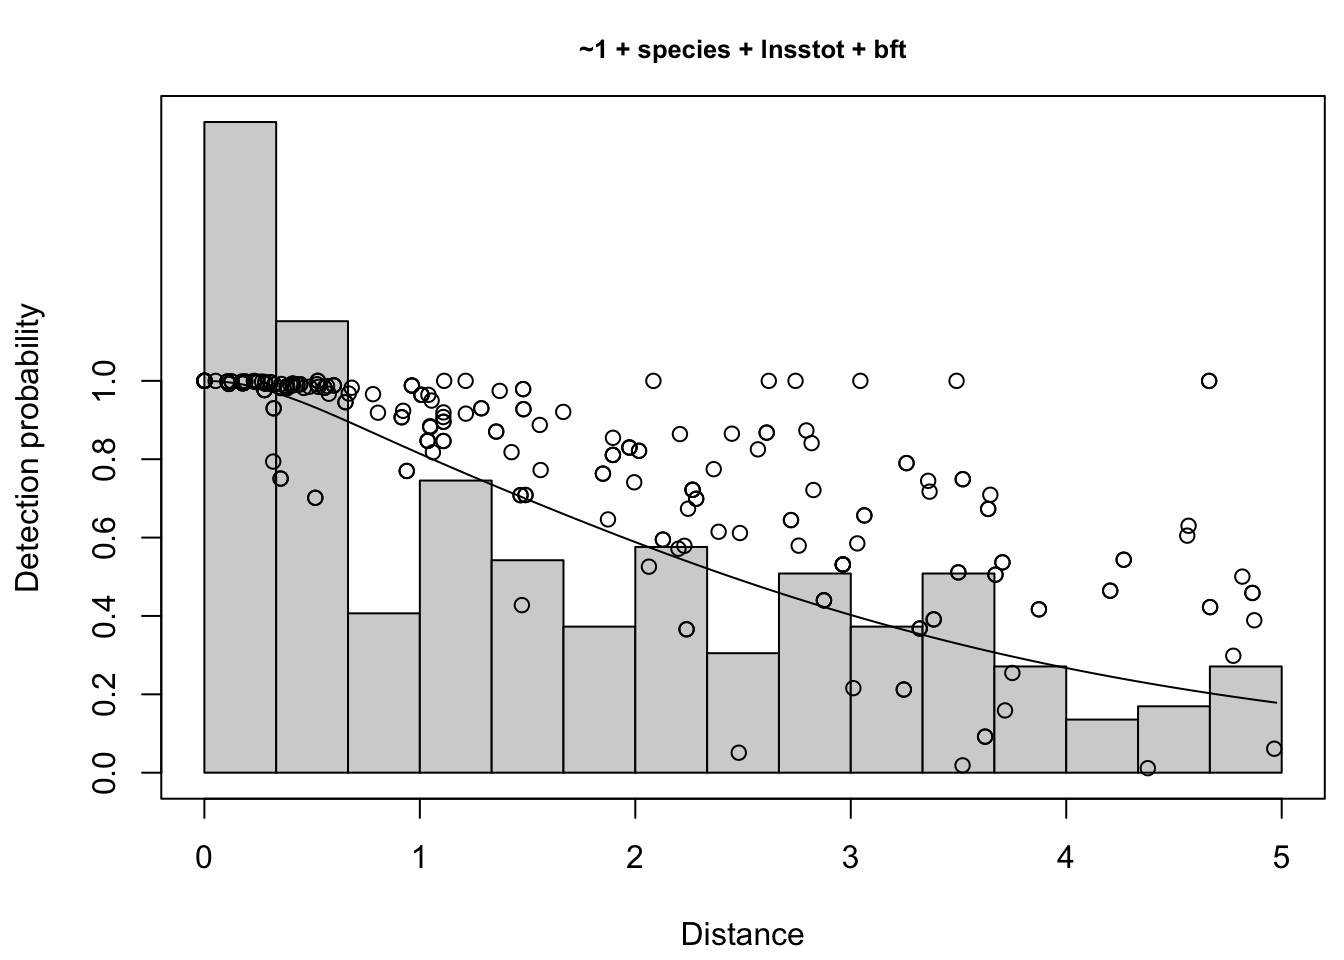 ~1 + species + lnsstot + bft
Detection probability
1.0
0.8
0.6
0.4
0.2
0.0
0 1 2 3 4 5
Distance